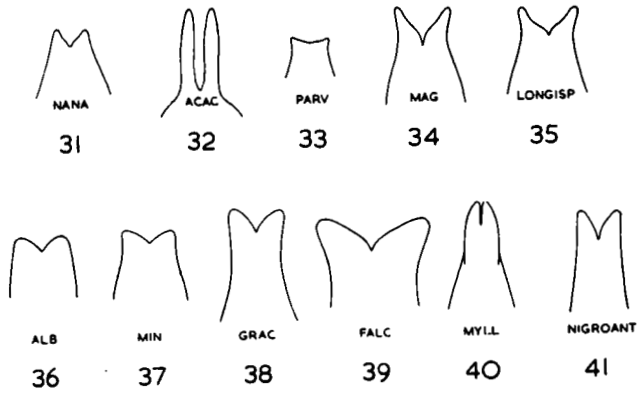 NANA ACAC PARV MAG LONGISP
31 32 33 34 35
ALB MIN GRAC FALC MYLL NIGROANT
36 37 38 39 40 41